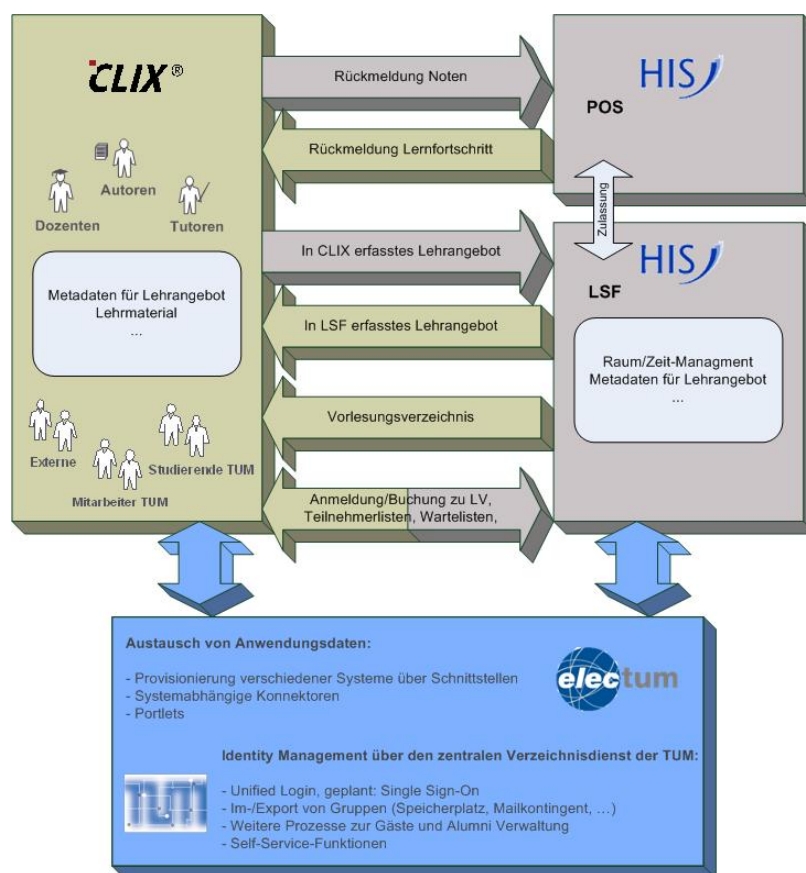 CLIX®
Autoren
Dozenten
Tutoren
Metadaten für Lehrangebot
Lehrmaterial
...
Externe
Studierende TUM
Mitarbeiter TUM
Rückmeldung Noten
Rückmeldung Lernfortschritt
In CLIX erfasstes Lehrangebot
In LSF erfasstes Lehrangebot
Vorlesungsverzeichnis
Anmeldung/Buchung zu LV,
Teilnehmerlisten, Wartelisten,
HIS
POS
Zulassung
HIS
LSF
Raum/Zeit-Managment
Metadaten für Lehrangebot
...
Austausch von Anwendungsdaten:
- Provisionierung verschiedener Systeme über Schnittstellen
- Systemabhängige Konnektoren
- Portlets
electum
Identity Management über den zentralen Verzeichnisdienst der TUM:
TUM
- Unified Login, geplant: Single Sign-On
- Im-/Export von Gruppen (Speicherplatz, Mailkontingent, ...)
- Weitere Prozesse zur Gäste und Alumni Verwaltung
- Self-Service-Funktionen